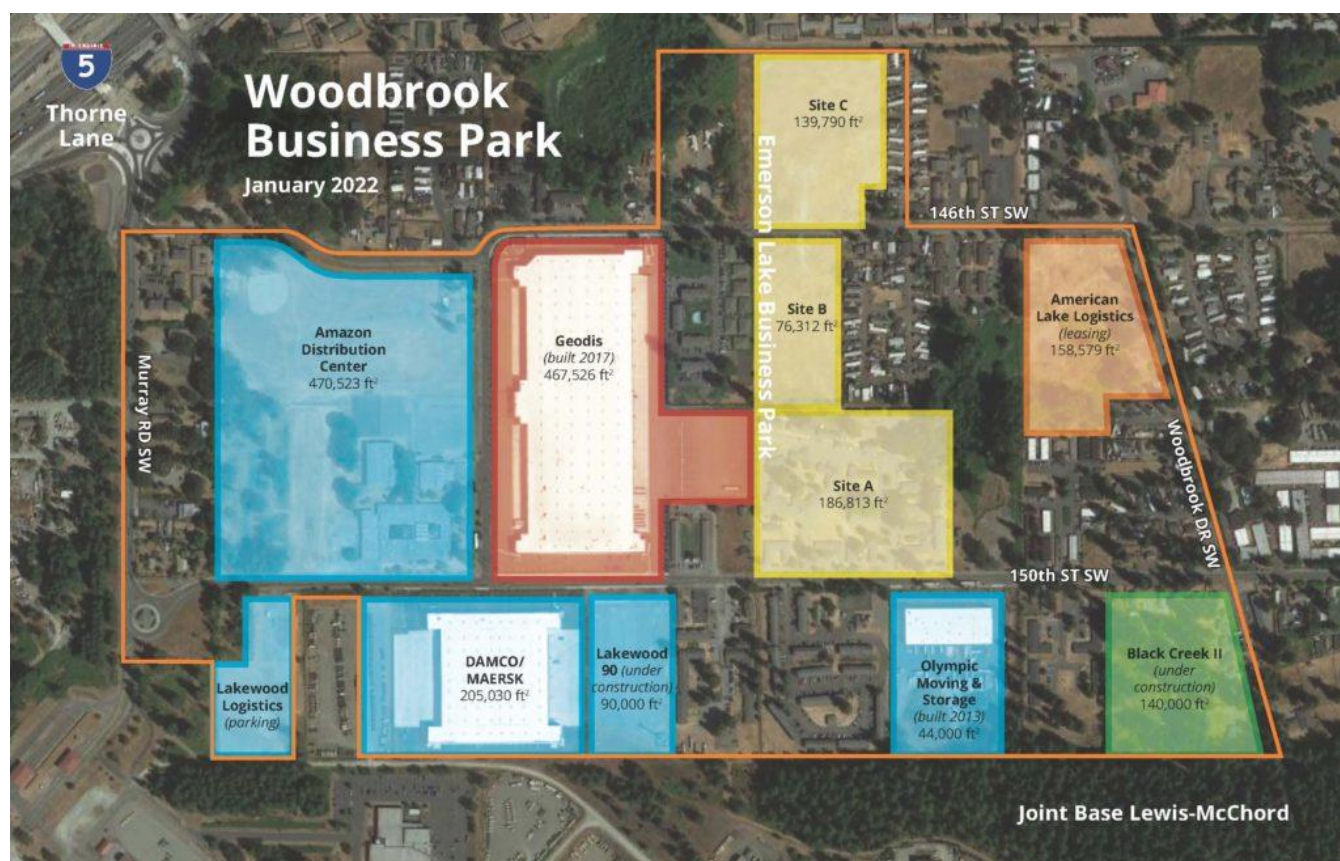 INTERSTATE
5
Thorne
Lane
Woodbrook
Business Park
January 2022
Site C
139,790 ft²
Emerson Lake Business Park
146th ST SW
Amazon
Distribution
Center
470,523 ft²
Geodis
(built 2017)
467,526 ft²
Site B
76,312 ft²
American
Lake Logistics
(leasing)
158,579 ft²
Murray RD SW
Site A
186,813 ft²
Woodbrook DR SW
150th ST SW
Lakewood
Logistics
(parking)
DAMCO/
MAERSK
205,030 ft²
Lakewood
90 (under
construction)
90,000 ft²
Olympic
Moving &
Storage
(built 2013)
44,000 ft²
Black Creek II
(under
construction)
140,000 ft²
Joint Base Lewis-McChord